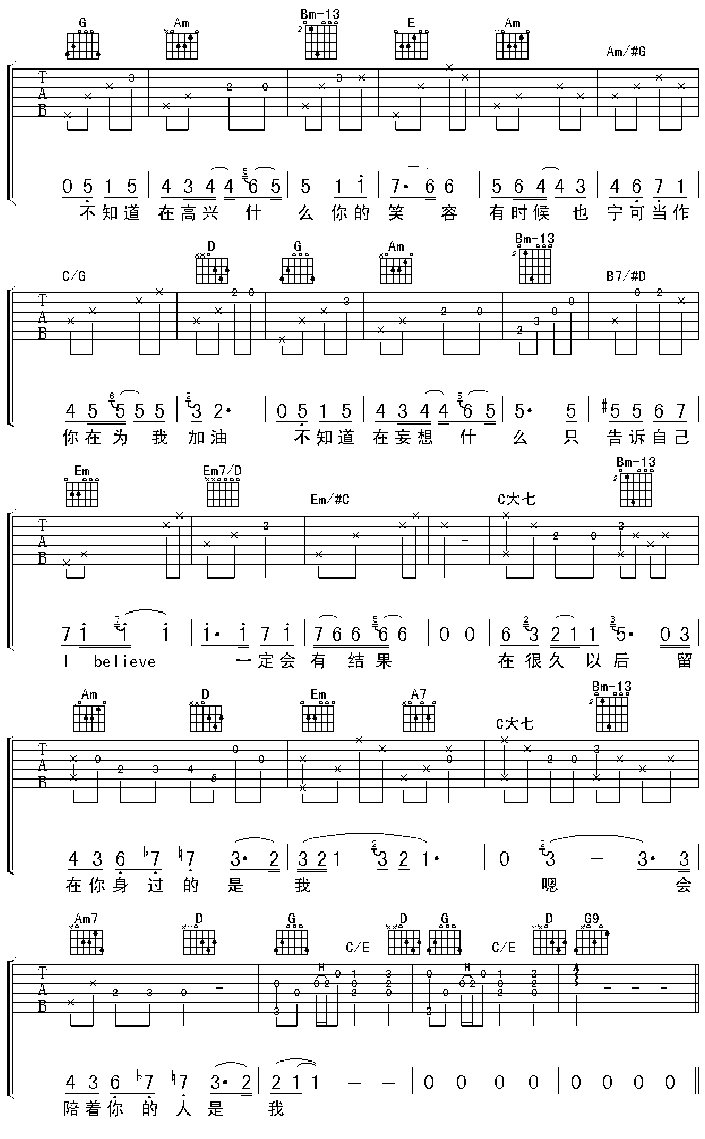 G Am Bm-13 E Am Am/#G
T A B
0 5 1 5 4 3 4 4 6 5 5 1 1 7· 6 6 5 6 4 4 3 4 6 7 1
不知道 在高兴 什 么你的 笑 容 有时候 也 宁可当作
C/G D G Am Bm-13 B7/#D
T A B
4 5 5 5 5 3 2· 0 5 1 5 4 3 4 4 6 5 5· 5 #5 5 6 7
你在为 我 加油 不知道 在妄想 什 么 只 告诉自己
Em Em7/D Em/#C C大七 Bm-13
T A B
7 1 1 1 1· 1 7 1 7 6 6 6 6 0 0 6 3 2 1 1 5· 0 3
I believe 一定会 有 结果 在很久 以后 留
Am D Em A7 C大七 Bm-13
T A B
4 3 6 b7 7 3· 2 3 2 1 3 2 1· 0 3 - 3· 3
在你身过的是 我 嗯 会
Am7 D G C/E D G C/E D G9
T A B
4 3 6 b7 7 3· 2 2 1 1 - - 0 0 0 0 0 0 0 0
陪着你 的 人是 我